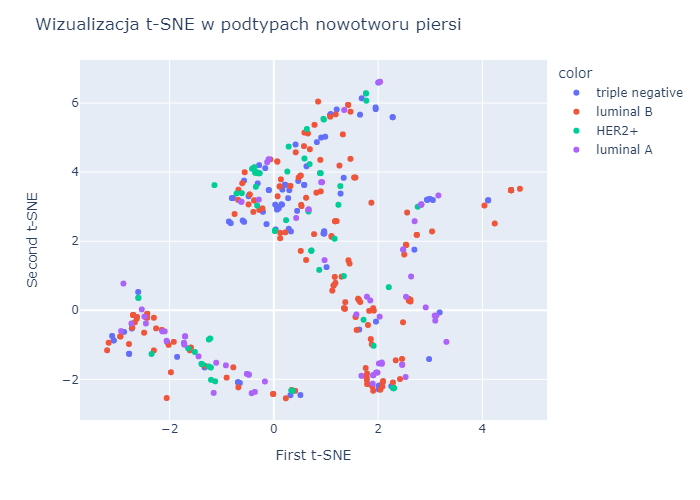 Wizualizacja t-SNE w podtypach nowotworu piersi
color
triple negative
luminal B
HER2+
luminal A
Second t-SNE
6
4
2
0
−2
−2
0
2
4
First t-SNE